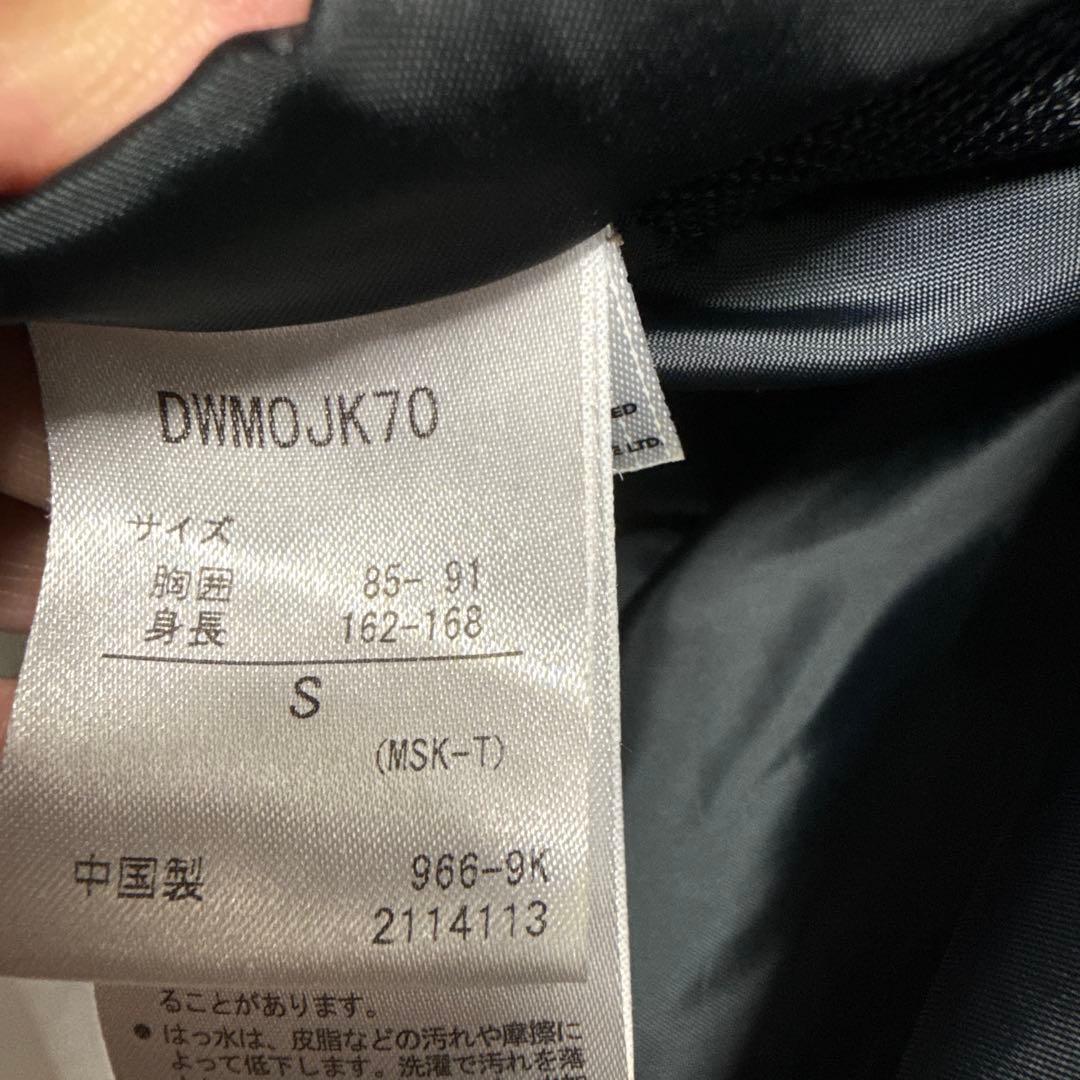 DWMOJK70
サイズ
胸囲 85- 91
身長 162-168
S
(MSK-T)
中国製 966-9K
2114113
ED
LTD.
ることがあります。
● はっ水は、皮脂などの汚れや摩擦に
よって低下します。洗濯で汚れを落